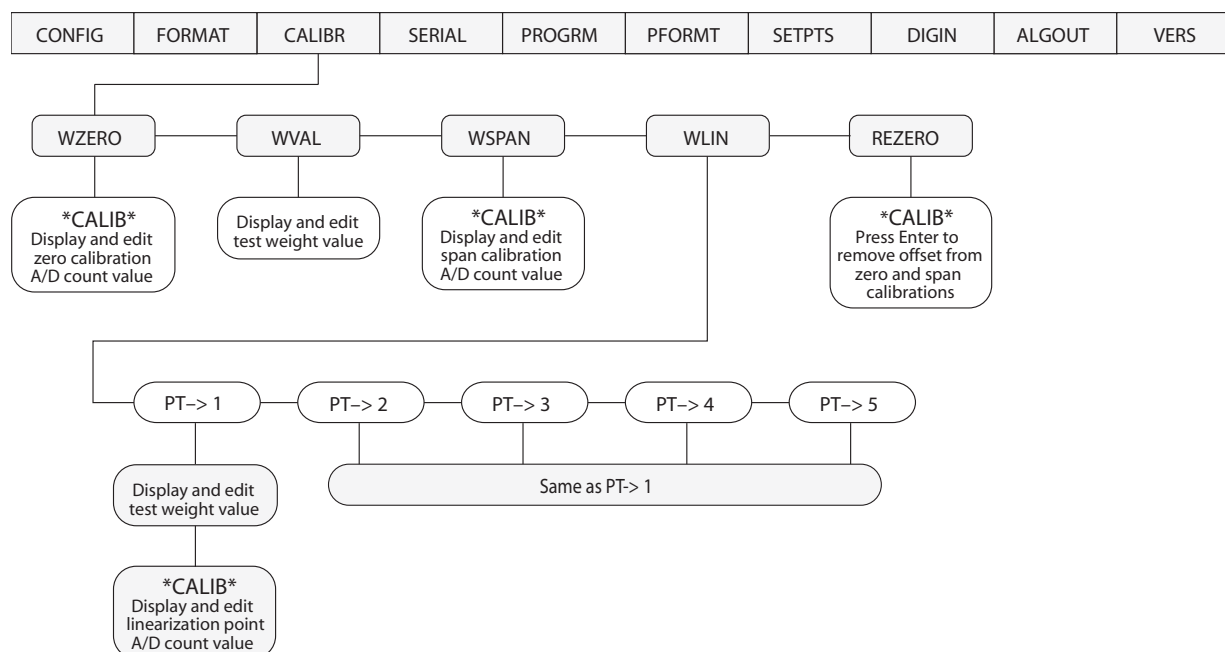 CONFIG FORMAT CALIBR SERIAL PROGRM PFORMT SETPTS DIGIN ALGOUT VERS
WZERO WVAL WSPAN WLIN REZERO
*CALIB*
Display and edit
zero calibration
A/D count value
Display and edit
test weight value
*CALIB*
Display and edit
span calibration
A/D count value
*CALIB*
Press Enter to
remove offset from
zero and span
calibrations
PT–> 1 PT–> 2 PT–> 3 PT–> 4 PT–> 5
Display and edit
test weight value
Same as PT-> 1
*CALIB*
Display and edit
linearization point
A/D count value